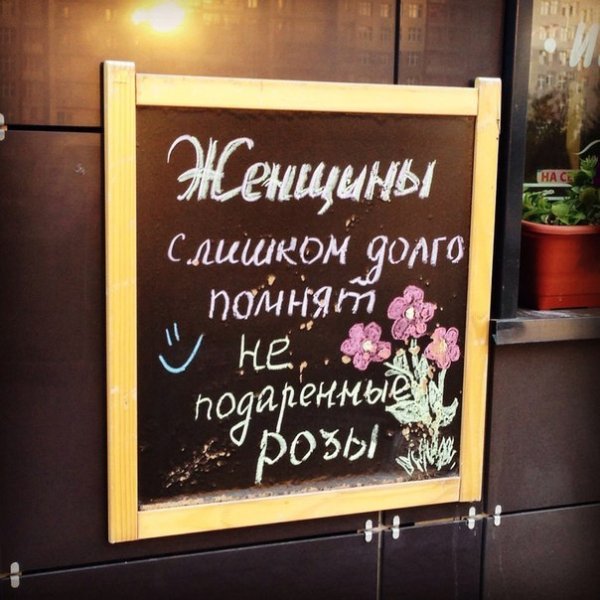 Женщины
слишком долго
помнят
не
подаренные
розы